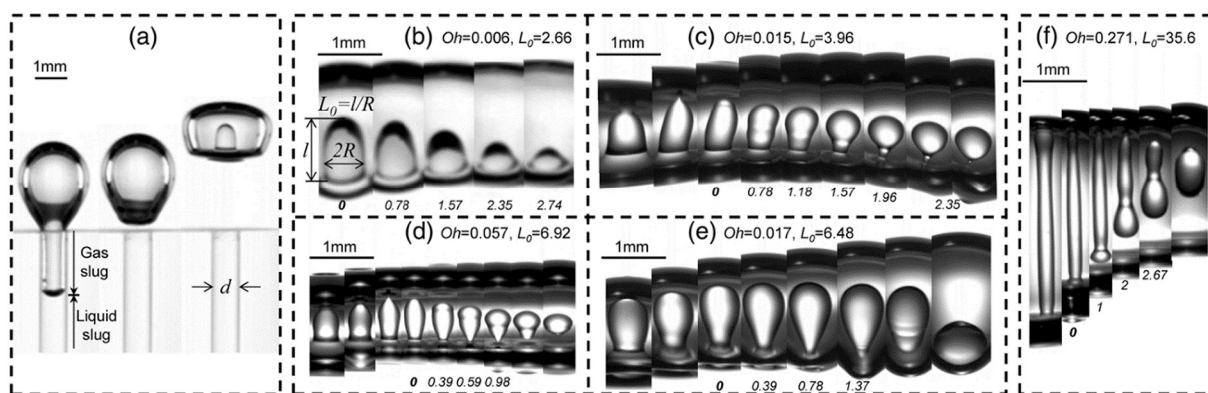 (a)
1mm
Gas
slug
Liquid
slug
d
(b) Oh=0.006, L₀=2.66
1mm
L₀=l/R
l
2R
0 0.78 1.57 2.35 2.74
(c) Oh=0.015, L₀=3.96
1mm
0 0.78 1.18 1.57 1.96 2.35
(d) Oh=0.057, L₀=6.92
1mm
0 0.39 0.59 0.98
(e) Oh=0.017, L₀=6.48
1mm
0 0.39 0.78 1.37
(f) Oh=0.271, L₀=35.6
1mm
0
1
2
2.67